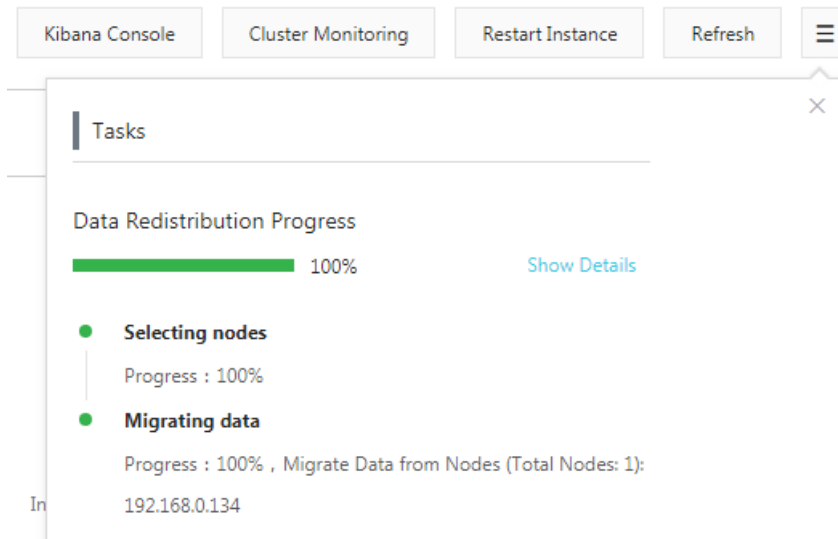 Kibana Console Cluster Monitoring Restart Instance Refresh
Tasks
Data Redistribution Progress
100% Show Details
Selecting nodes
Progress : 100%
Migrating data
Progress : 100% , Migrate Data from Nodes (Total Nodes: 1):
In 192.168.0.134